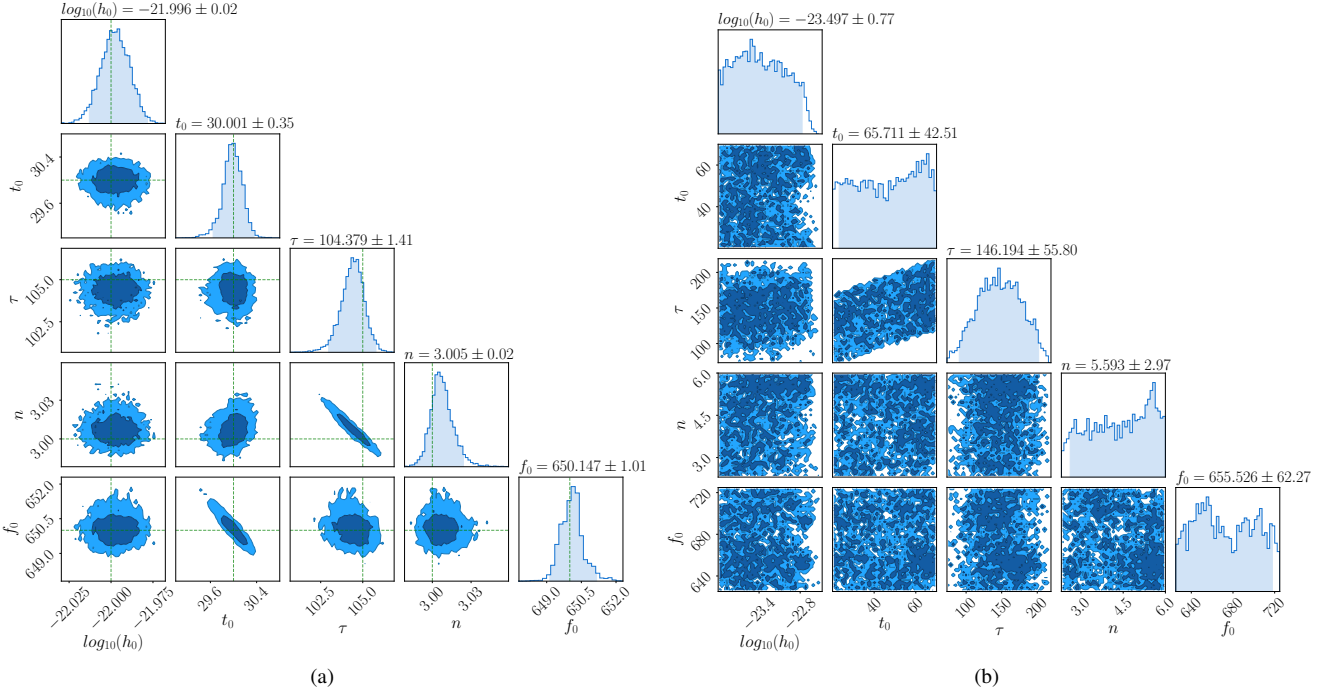 log₁₀(h₀) = −21.996 ± 0.02
t₀ = 30.001 ± 0.35
30.4
29.6
t₀
τ = 104.379 ± 1.41
105.0
102.5
τ
n = 3.005 ± 0.02
3.03
3.00
n
f₀ = 650.147 ± 1.01
652.0
650.5
649.0
f₀
−22.025 −22.000 −21.975 29.6 30.4 102.5 105.0 3.00 3.03 649.0 650.5 652.0
log₁₀(h₀) t₀ τ n f₀
(a)
log₁₀(h₀) = −23.497 ± 0.77
t₀ = 65.711 ± 42.51
60
40
t₀
τ = 146.194 ± 55.80
200
150
100
τ
n = 5.593 ± 2.97
6.0
4.5
3.0
n
f₀ = 655.526 ± 62.27
720
680
640
f₀
−23.4 −22.8 40 60 100 150 200 3.0 4.5 6.0 640 680 720
log₁₀(h₀) t₀ τ n f₀
(b)